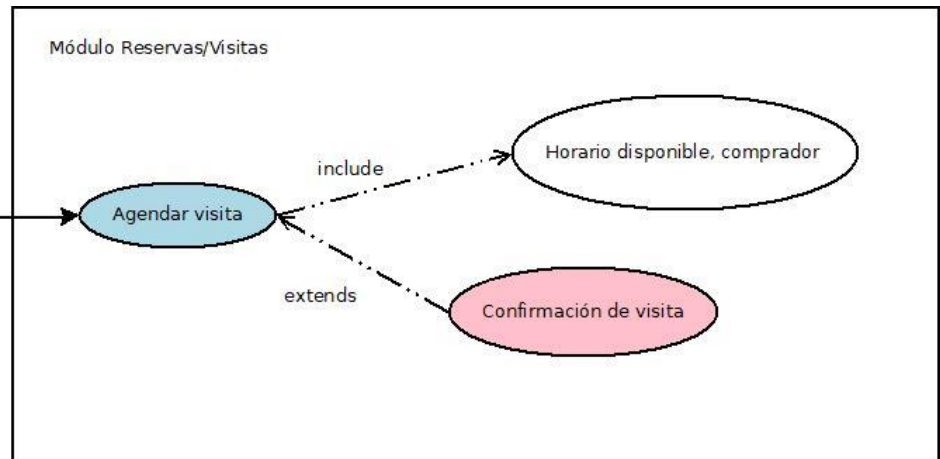 Módulo Reservas/Visitas
Horario disponible, comprador
include
Agendar visita
extends
Confirmación de visita